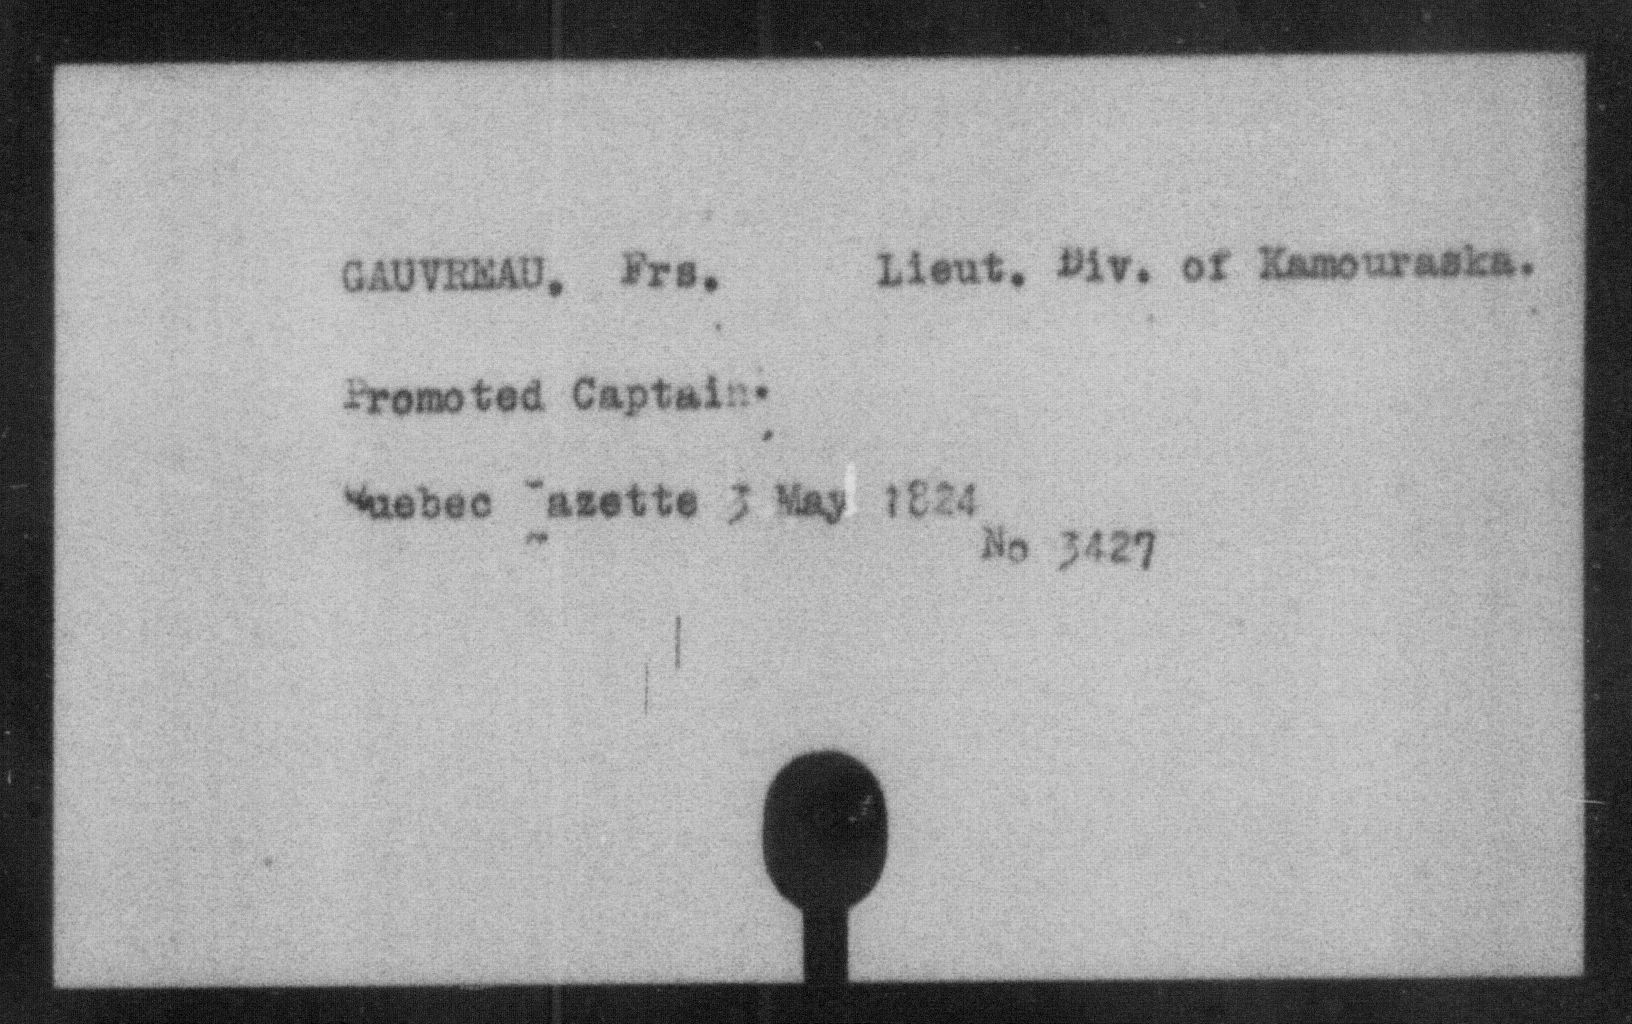 GAUVREAU. Frs. Lieut. Div. of Kamouraska.
Promoted Captain.
Quebec Gazette 3 May 1824
No 3427